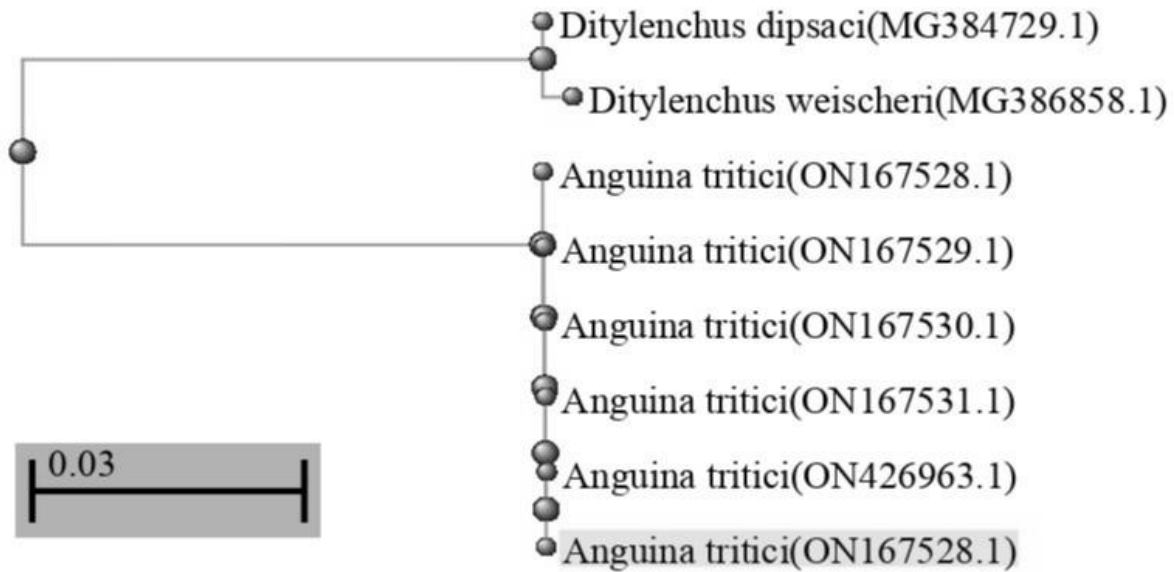 Ditylenchus dipsaci(MG384729.1)
Ditylenchus weischeri(MG386858.1)
Anguina tritici(ON167528.1)
Anguina tritici(ON167529.1)
Anguina tritici(ON167530.1)
Anguina tritici(ON167531.1)
0.03
Anguina tritici(ON426963.1)
Anguina tritici(ON167528.1)